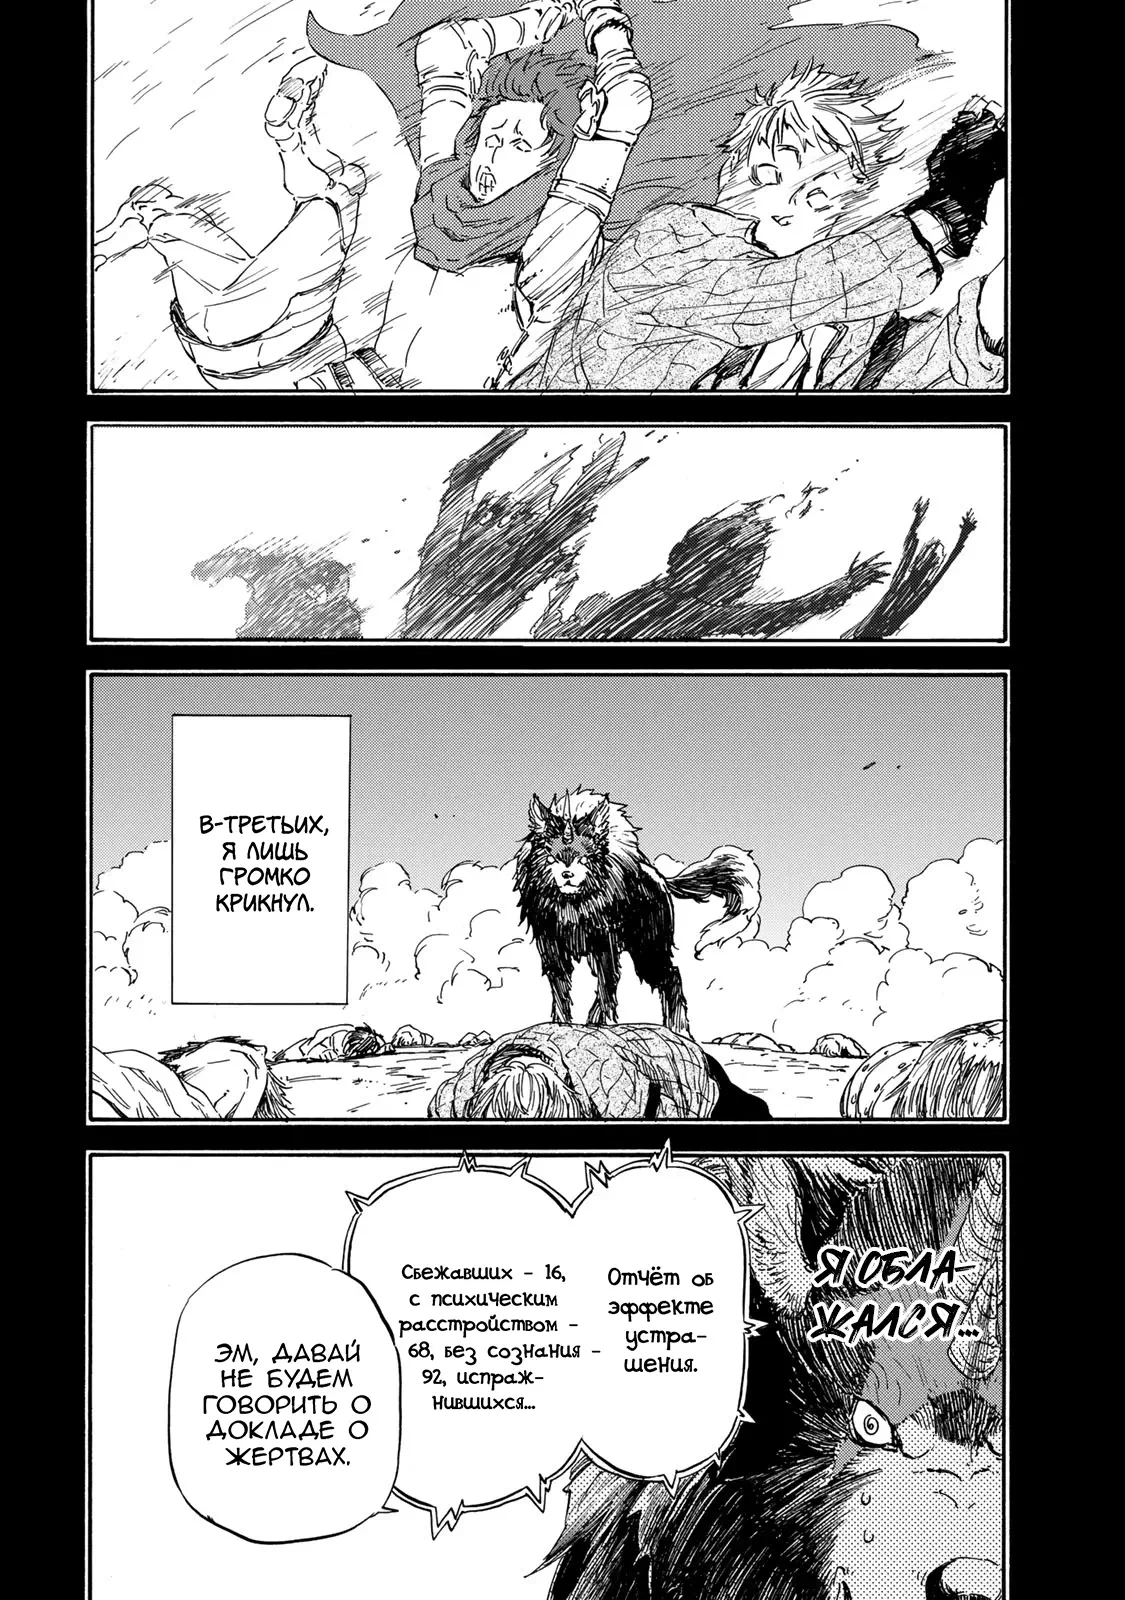 В-ТРЕТЬИХ,
Я ЛИШЬ
ГРОМКО
КРИКНУЛ.
Я ОБЛА-
ЖАЛСЯ...
Отчёт об
эффекте
устра-
шения.
Сбежавших - 16,
с психическим
расстройством -
68, без сознания -
92, испраж-
нившихся...
ЭМ, ДАВАЙ
НЕ БУДЕМ
ГОВОРИТЬ О
ДОКЛАДЕ О
ЖЕРТВАХ.